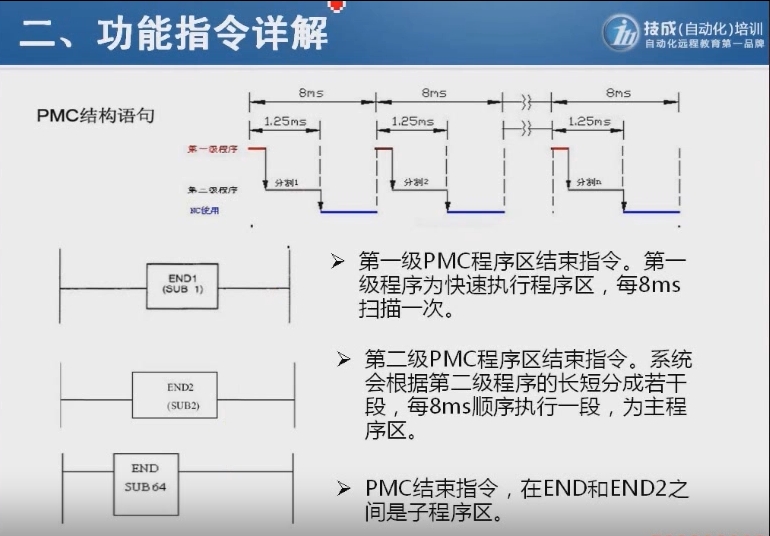 二、功能指令详解
技成(自动化)培训
自动化远程教育第一品牌
PMC结构语句
8ms 8ms 8ms
1.25ms 1.25ms 1.25ms
第一级程序
第二级程序 分割1 分割2 分割n
NC使用
END1
(SUB 1)
第一级PMC程序区结束指令。第一
级程序为快速执行程序区，每8ms
扫描一次。
END2
(SUB2)
第二级PMC程序区结束指令。系统
会根据第二级程序的长短分成若干
段，每8ms顺序执行一段，为主程
序区。
END
SUB 64
PMC结束指令，在END和END2之
间是子程序区。